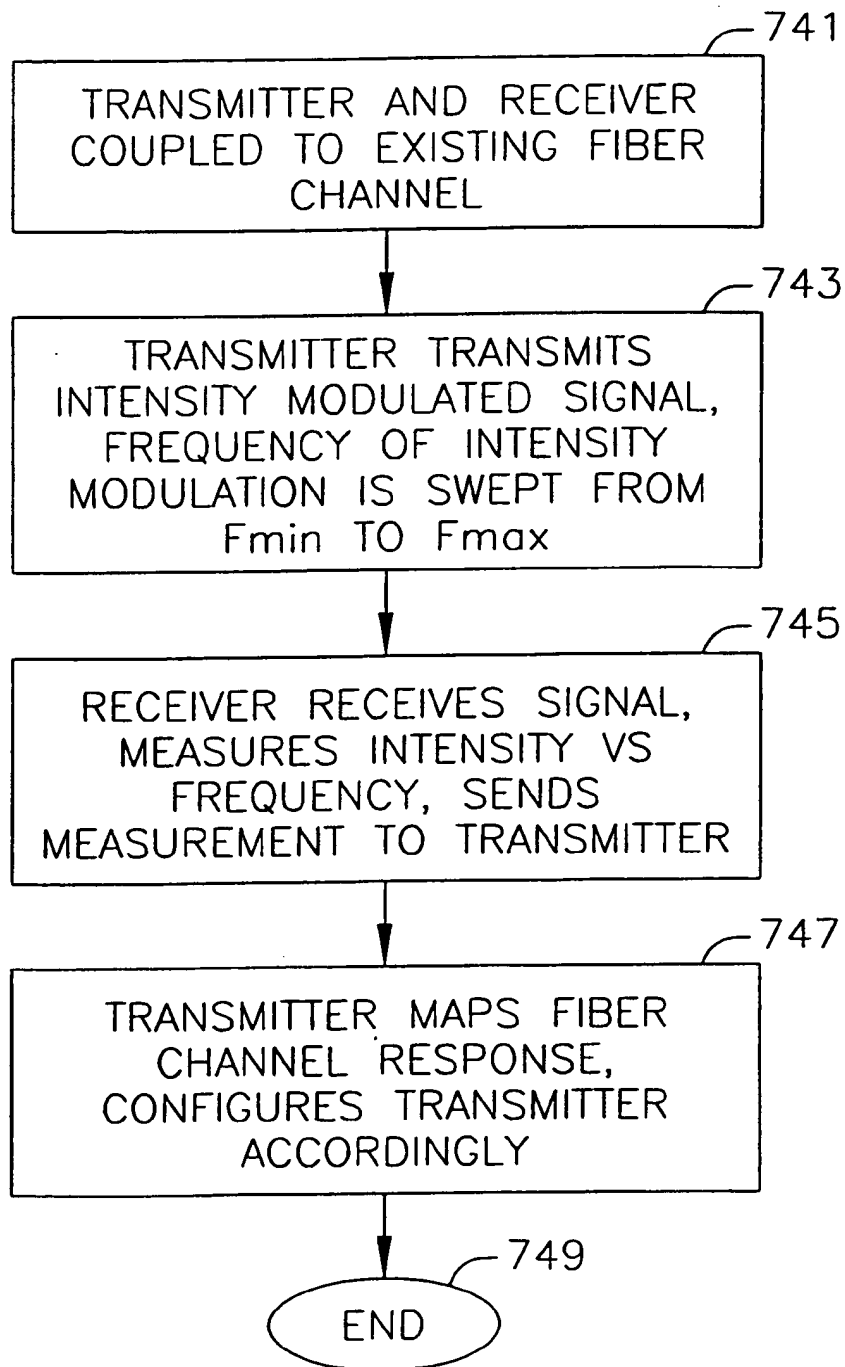 741
TRANSMITTER AND RECEIVER
COUPLED TO EXISTING FIBER
CHANNEL
743
TRANSMITTER TRANSMITS
INTENSITY MODULATED SIGNAL,
FREQUENCY OF INTENSITY
MODULATION IS SWEPT FROM
Fmin TO Fmax
745
RECEIVER RECEIVES SIGNAL,
MEASURES INTENSITY VS
FREQUENCY, SENDS
MEASUREMENT TO TRANSMITTER
747
TRANSMITTER MAPS FIBER
CHANNEL RESPONSE,
CONFIGURES TRANSMITTER
ACCORDINGLY
749
END